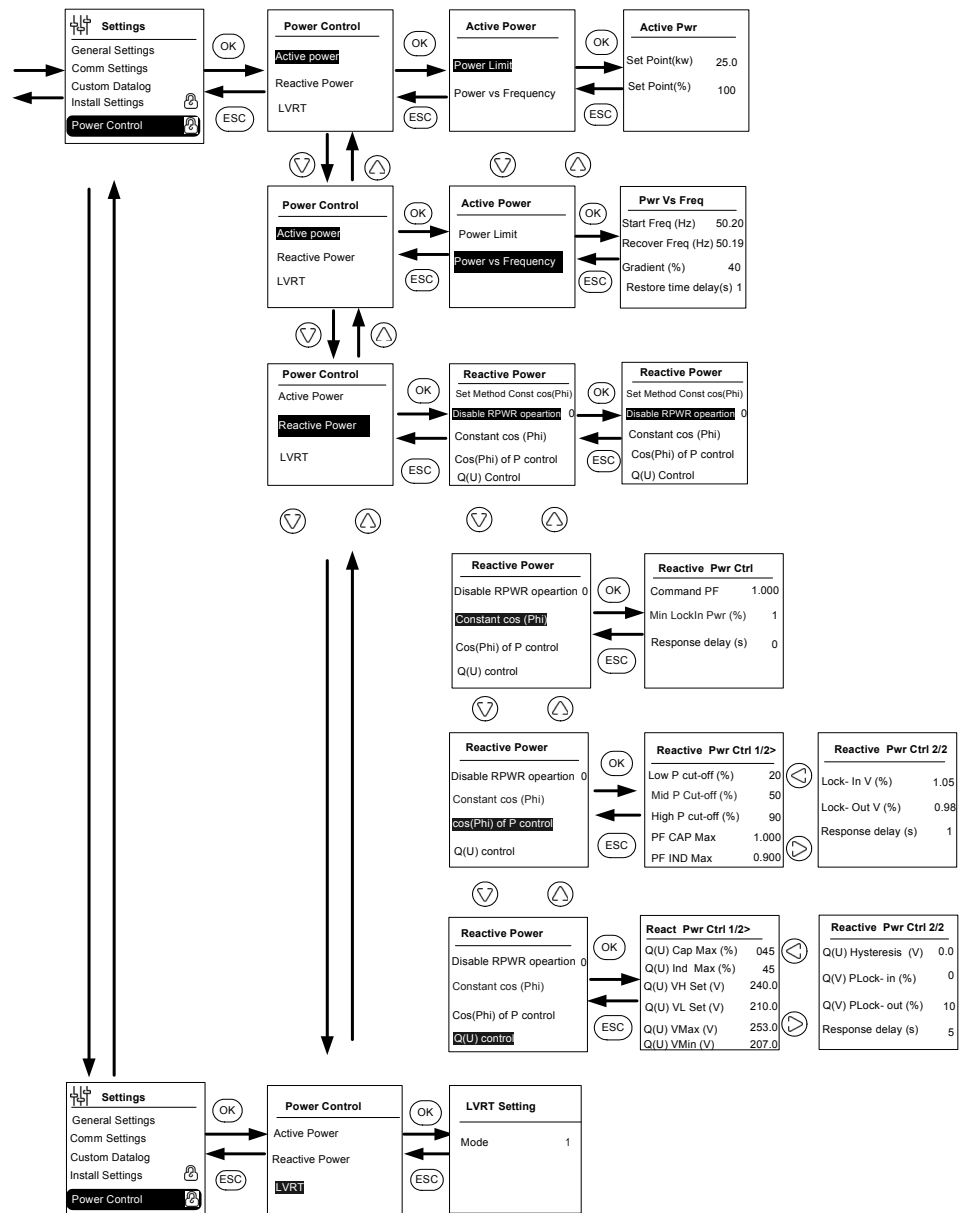 Settings
General Settings
Comm Settings
Custom Datalog
Install Settings
Power Control
OK
ESC
Power Control
Active power
Reactive Power
LVRT
OK
ESC
Active Power
Power Limit
Power vs Frequency
OK
ESC
Active Pwr
Set Point(kw) 25.0
Set Point(%) 100
Power Control
Active power
Reactive Power
LVRT
OK
ESC
Active Power
Power Limit
Power vs Frequency
OK
ESC
Pwr Vs Freq
Start Freq (Hz) 50.20
Recover Freq (Hz) 50.19
Gradient (%) 40
Restore time delay(s) 1
Power Control
Active Power
Reactive Power
LVRT
OK
ESC
Reactive Power
Set Method Const cos(Phi)
Disable RPWR opeartion 0
Constant cos (Phi)
Cos(Phi) of P control
Q(U) Control
OK
ESC
Reactive Power
Set Method Const cos(Phi)
Disable RPWR opeartion 0
Constant cos (Phi)
Cos(Phi) of P control
Q(U) Control
Reactive Power
Disable RPWR opeartion 0
Constant cos (Phi)
Cos(Phi) of P control
Q(U) control
OK
ESC
Reactive Pwr Ctrl
Command PF 1.000
Min LockIn Pwr (%) 1
Response delay (s) 0
Reactive Power
Disable RPWR opeartion 0
Constant cos (Phi)
cos(Phi) of P control
Q(U) control
OK
ESC
Reactive Pwr Ctrl 1/2>
Low P cut-off (%) 20
Mid P Cut-off (%) 50
High P cut-off (%) 90
PF CAP Max 1.000
PF IND Max 0.900
Reactive Pwr Ctrl 2/2
Lock- In V (%) 1.05
Lock- Out V (%) 0.98
Response delay (s) 1
Reactive Power
Disable RPWR opeartion 0
Constant cos (Phi)
Cos(Phi) of P control
Q(U) control
OK
ESC
React Pwr Ctrl 1/2>
Q(U) Cap Max (%) 045
Q(U) Ind Max (%) 45
Q(U) VH Set (V) 240.0
Q(U) VL Set (V) 210.0
Q(U) VMax (V) 253.0
Q(U) VMin (V) 207.0
Reactive Pwr Ctrl 2/2
Q(U) Hysteresis (V) 0.0
Q(V) PLock- in (%) 0
Q(V) PLock- out (%) 10
Response delay (s) 5
Settings
General Settings
Comm Settings
Custom Datalog
Install Settings
Power Control
OK
ESC
Power Control
Active Power
Reactive Power
LVRT
OK
ESC
LVRT Setting
Mode 1